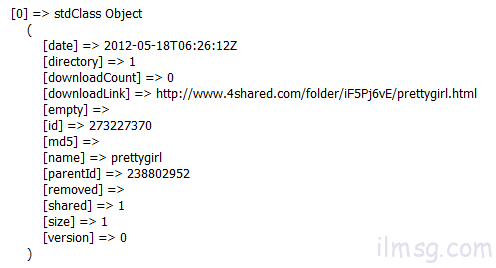 [0] => stdClass Object
(
[date] => 2012-05-18T06:26:12Z
[directory] => 1
[downloadCount] => 0
[downloadLink] => http://www.4shared.com/folder/iF5Pj6vE/prettygirl.html
[empty] =>
[id] => 273227370
[md5] =>
[name] => prettygirl
[parentId] => 238802952
[removed] =>
[shared] => 1
[size] => 1
[version] => 0
)
ilmsg.com